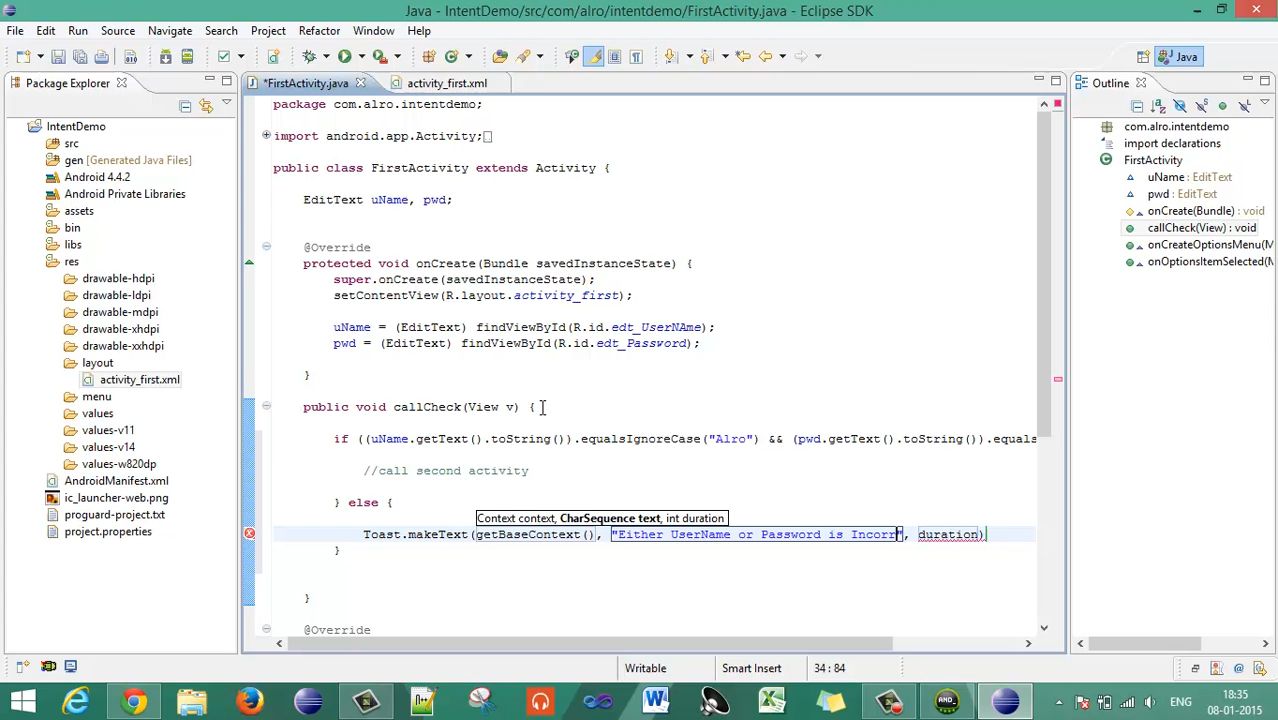 Java - IntentDemo/src/com/alro/intentdemo/FirstActivity.java - Eclipse SDK
File Edit Run Source Navigate Search Project Refactor Window Help
Java
Package Explorer
*FirstActivity.java
activity_first.xml
Outline
IntentDemo
src
gen [Generated Java Files]
Android 4.4.2
Android Private Libraries
assets
bin
libs
res
drawable-hdpi
drawable-ldpi
drawable-mdpi
drawable-xhdpi
drawable-xxhdpi
layout
activity_first.xml
menu
values
values-v11
values-v14
values-w820dp
AndroidManifest.xml
ic_launcher-web.png
proguard-project.txt
project.properties
package com.alro.intentdemo;
import android.app.Activity;
public class FirstActivity extends Activity {
EditText uName, pwd;
@Override
protected void onCreate(Bundle savedInstanceState) {
super.onCreate(savedInstanceState);
setContentView(R.layout.activity_first);
uName = (EditText) findViewById(R.id.edt_UserNAme);
pwd = (EditText) findViewById(R.id.edt_Password);
}
public void callCheck(View v) {
if ((uName.getText().toString()).equalsIgnoreCase("Alro") && (pwd.getText().toString()).equals
//call second activity
} else {
Context context, CharSequence text, int duration
Toast.makeText(getBaseContext(), "Either UserName or Password is Incorr", duration)
}
}
@Override
com.alro.intentdemo
import declarations
FirstActivity
uName : EditText
pwd : EditText
onCreate(Bundle) : void
callCheck(View) : void
onCreateOptionsMenu(M
onOptionsItemSelected(M
Writable
Smart Insert
34 : 84
ENG
18:35
08-01-2015